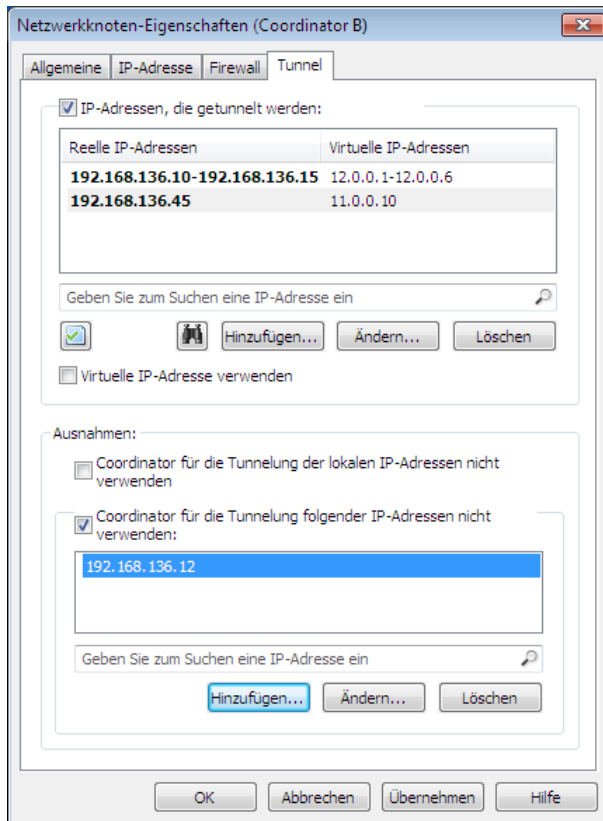 Netzwerkknoten-Eigenschaften (Coordinator B)
Allgemeine IP-Adresse Firewall Tunnel
IP-Adressen, die getunnelt werden:
Reelle IP-Adressen Virtuelle IP-Adressen
192.168.136.10-192.168.136.15 12.0.0.1-12.0.0.6
192.168.136.45 11.0.0.10
Geben Sie zum Suchen eine IP-Adresse ein
Hinzufügen... Ändern... Löschen
Virtuelle IP-Adresse verwenden
Ausnahmen:
Coordinator für die Tunnelung der lokalen IP-Adressen nicht
verwenden
Coordinator für die Tunnelung folgender IP-Adressen nicht
verwenden:
192.168.136.12
Geben Sie zum Suchen eine IP-Adresse ein
Hinzufügen... Ändern... Löschen
OK Abbrechen Übernehmen Hilfe